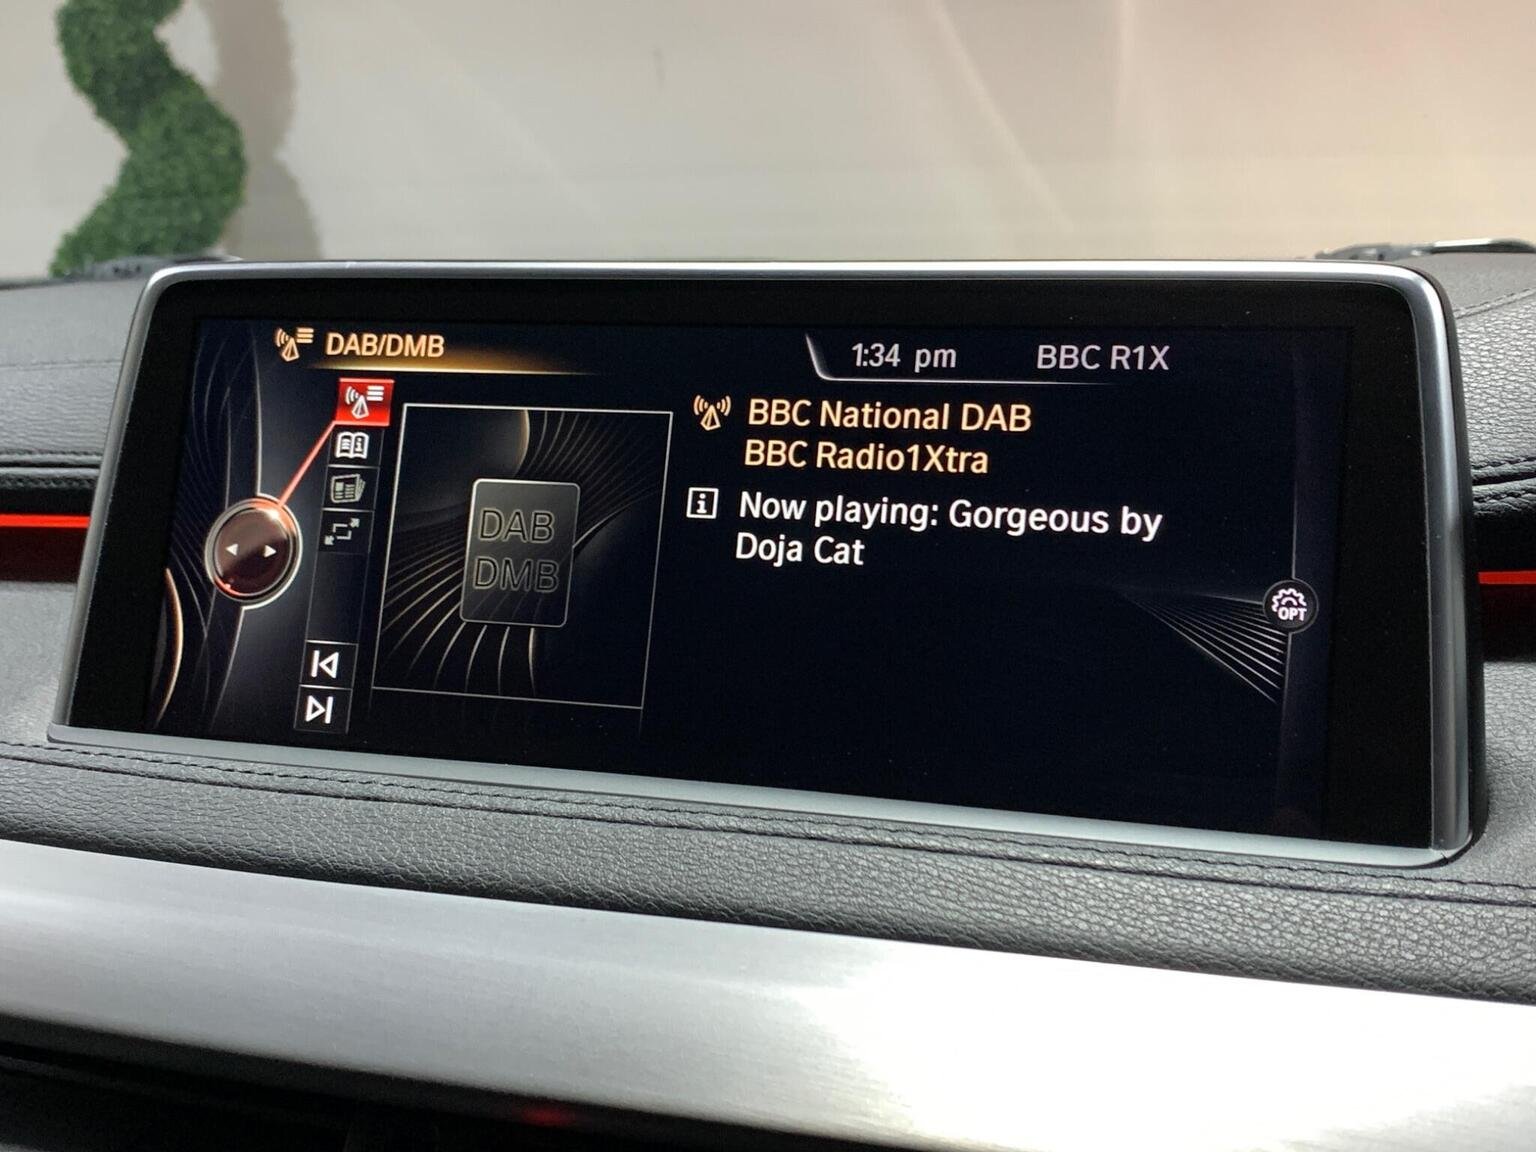 DAB/DMB
1:34 pm
BBC R1X
BBC National DAB
BBC Radio1Xtra
Now playing: Gorgeous by
Doja Cat
DAB
DMB
OPT